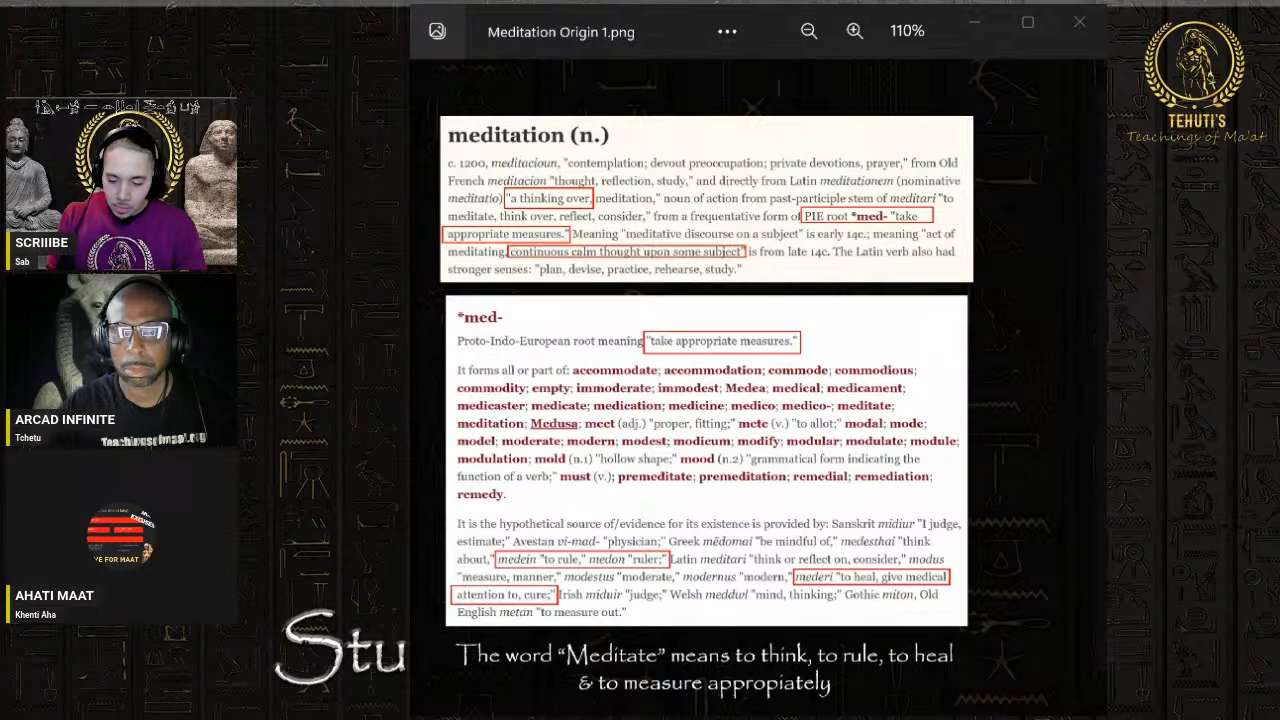 Meditation Origin 1.png
110%
TEHUTI'S
Teachings of Ma'at
meditation (n.)
c. 1200, meditacioun, "contemplation; devout preoccupation; private devotions, prayer," from Old
French meditacion "thought, reflection, study," and directly from Latin meditationem (nominative
meditatio) "a thinking over, meditation," noun of action from past-participle stem of meditari "to
meditate, think over, reflect, consider," from a frequentative form of PIE root *med- "take
appropriate measures." Meaning "meditative discourse on a subject" is early 14c.; meaning "act of
meditating, continuous calm thought upon some subject" is from late 14c. The Latin verb also had
stronger senses: "plan, devise, practice, rehearse, study."
*med-
Proto-Indo-European root meaning "take appropriate measures."
It forms all or part of: accommodate; accommodation; commode; commodious;
commodity; empty; immoderate; immodest; Medea; medical; medicament;
medicaster; medicate; medication; medicine; medico; medico-; meditate;
meditation; Medusa; meet (adj.) "proper, fitting;" mete (v.) "to allot;" modal; mode;
model; moderate; modern; modest; modicum; modify; modular; modulate; module;
modulation; mold (n.1) "hollow shape;" mood (n.2) "grammatical form indicating the
function of a verb;" must (v.); premeditate; premeditation; remedial; remediation;
remedy.
It is the hypothetical source of/evidence for its existence is provided by: Sanskrit midiur "I judge,
estimate;" Avestan vi-mad- "physician;" Greek mēdomai "be mindful of," medesthai "think
about," medein "to rule," medon "ruler;" Latin meditari "think or reflect on, consider," modus
"measure, manner," modestus "moderate," modernus "modern," mederi "to heal, give medical
attention to, cure;" Irish miduir "judge;" Welsh meddwl "mind, thinking;" Gothic miton, Old
English metan "to measure out."
The word "Meditate" means to think, to rule, to heal
& to measure appropiately
SCRIIIBE
Sab
ARCAD INFINITE
Tchetu
TeachingsofMaat.org
EXCUSES
VE FOR MAAT
AHATI MAAT
Khenti Aha
Stu